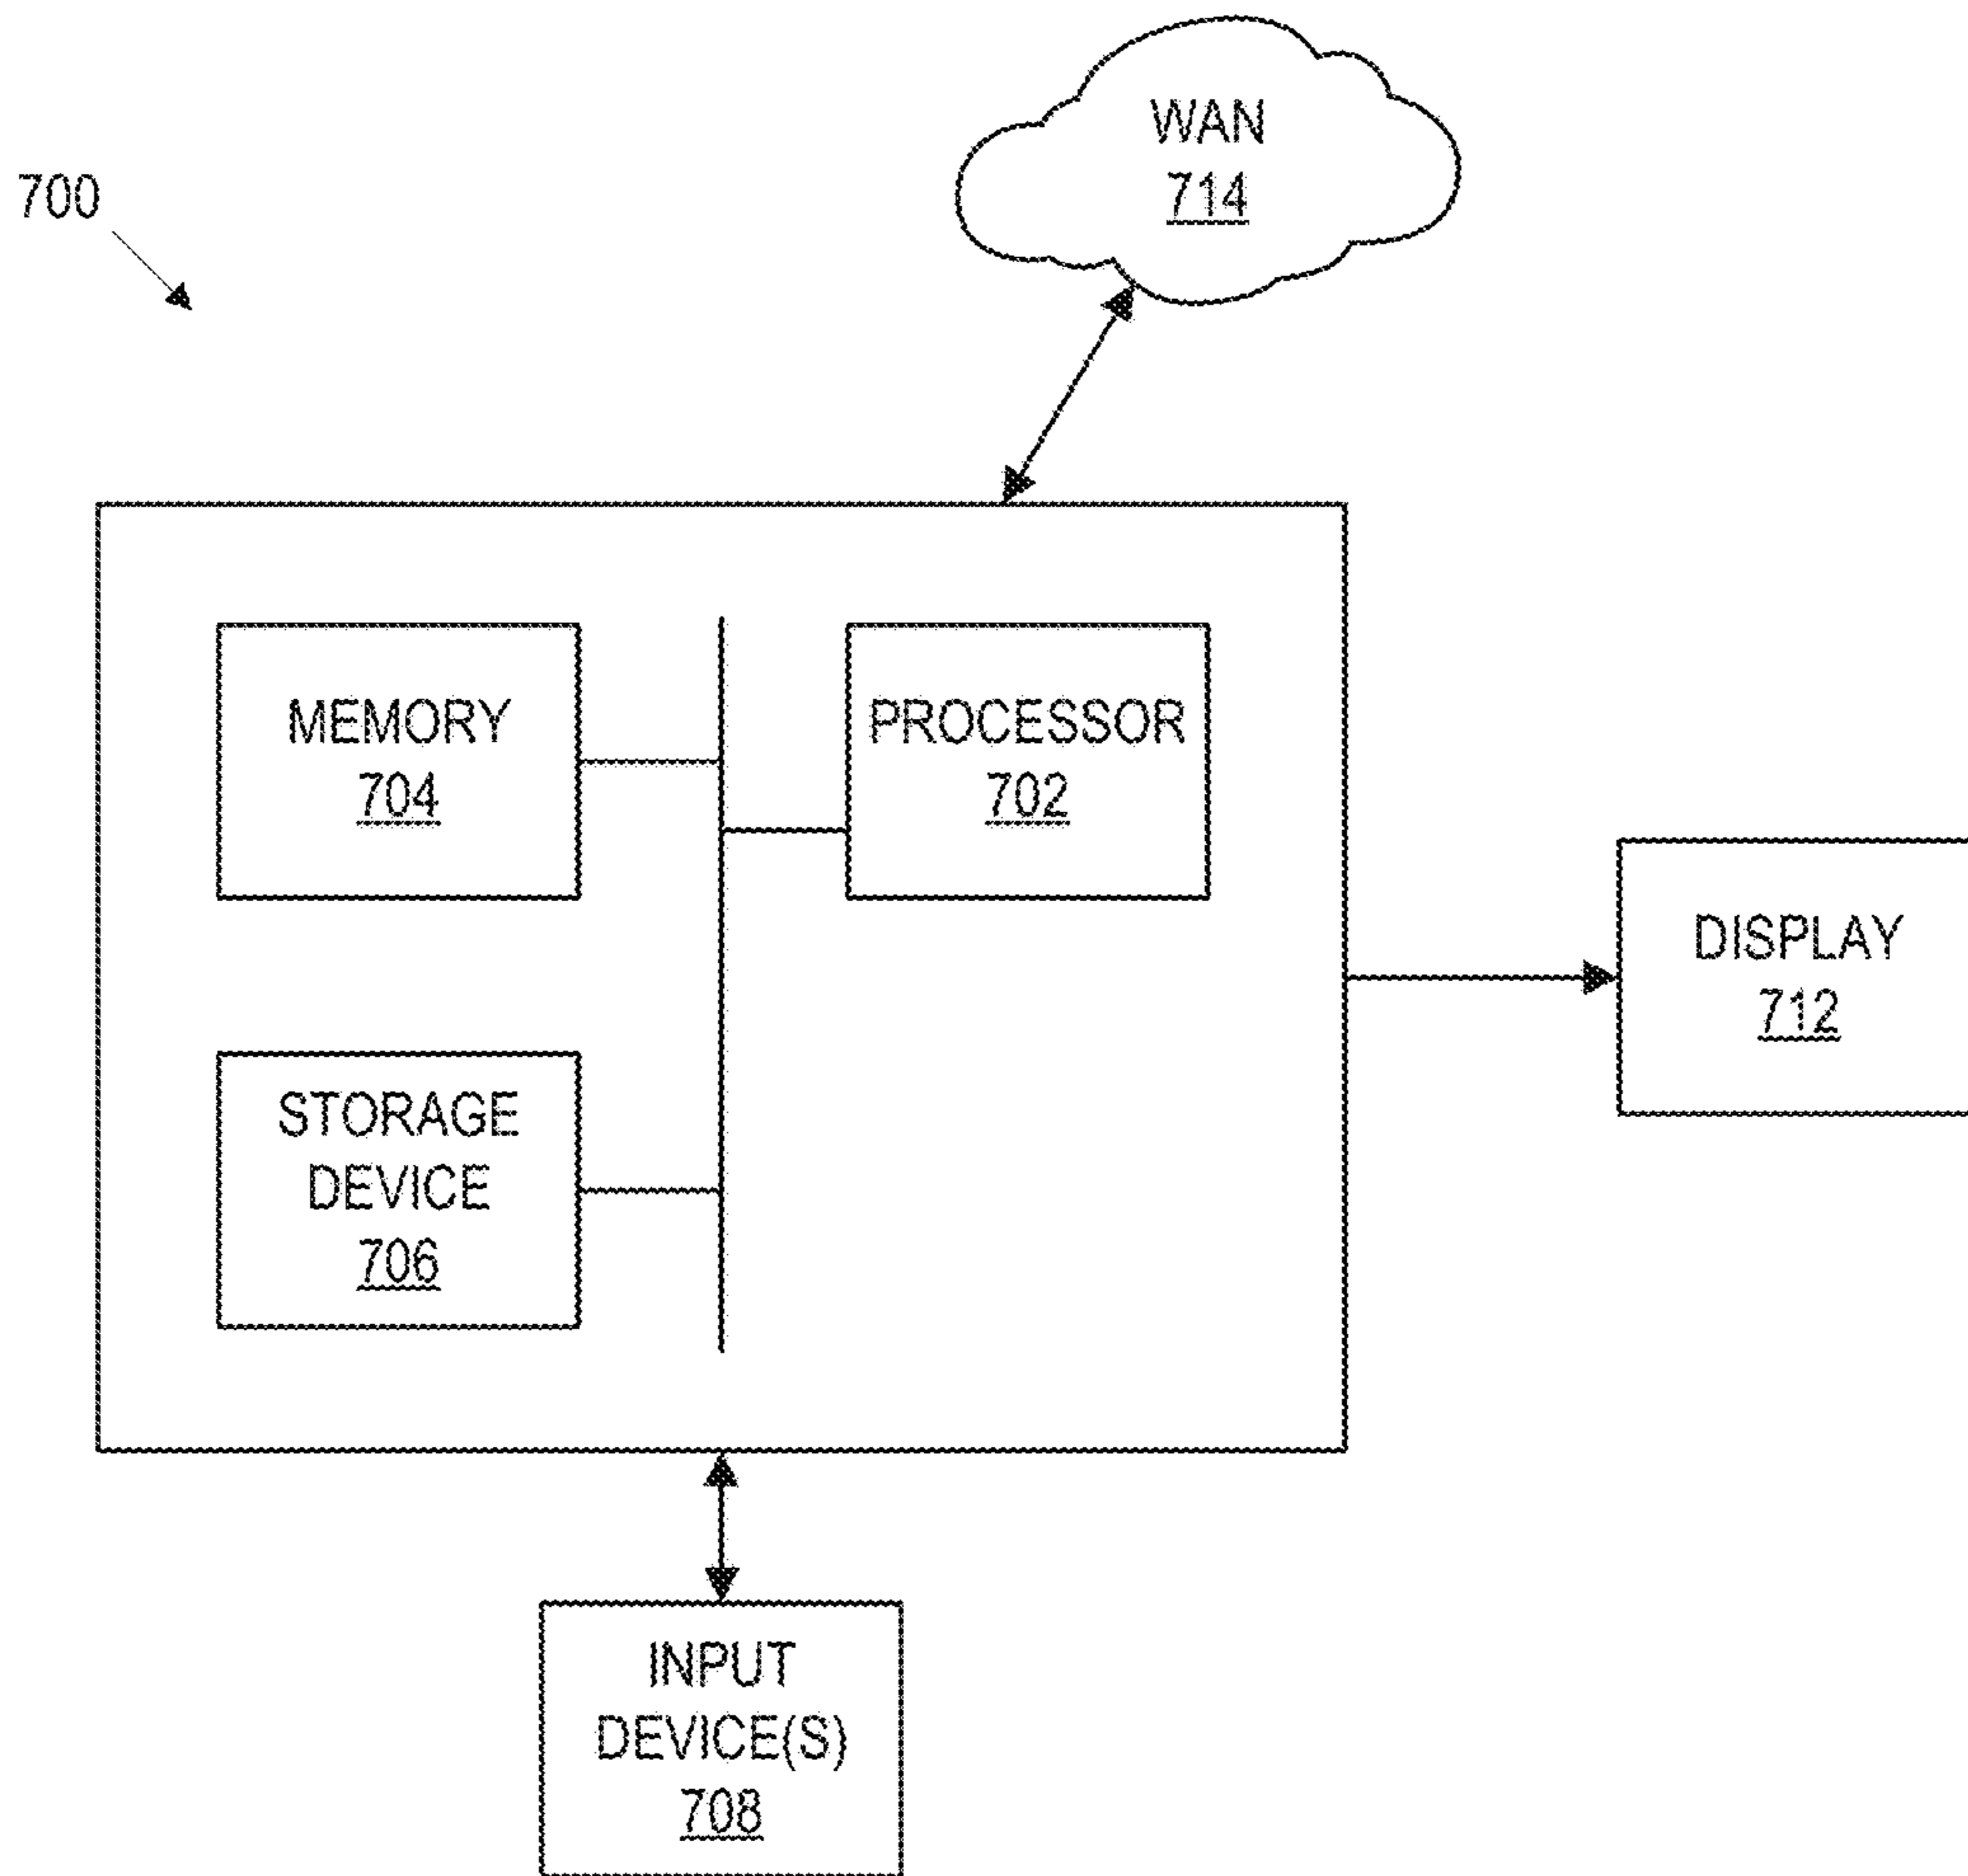 WAN
714
700
MEMORY
704
PROCESSOR
702
DISPLAY
712
STORAGE
DEVICE
706
INPUT
DEVICE(S)
708